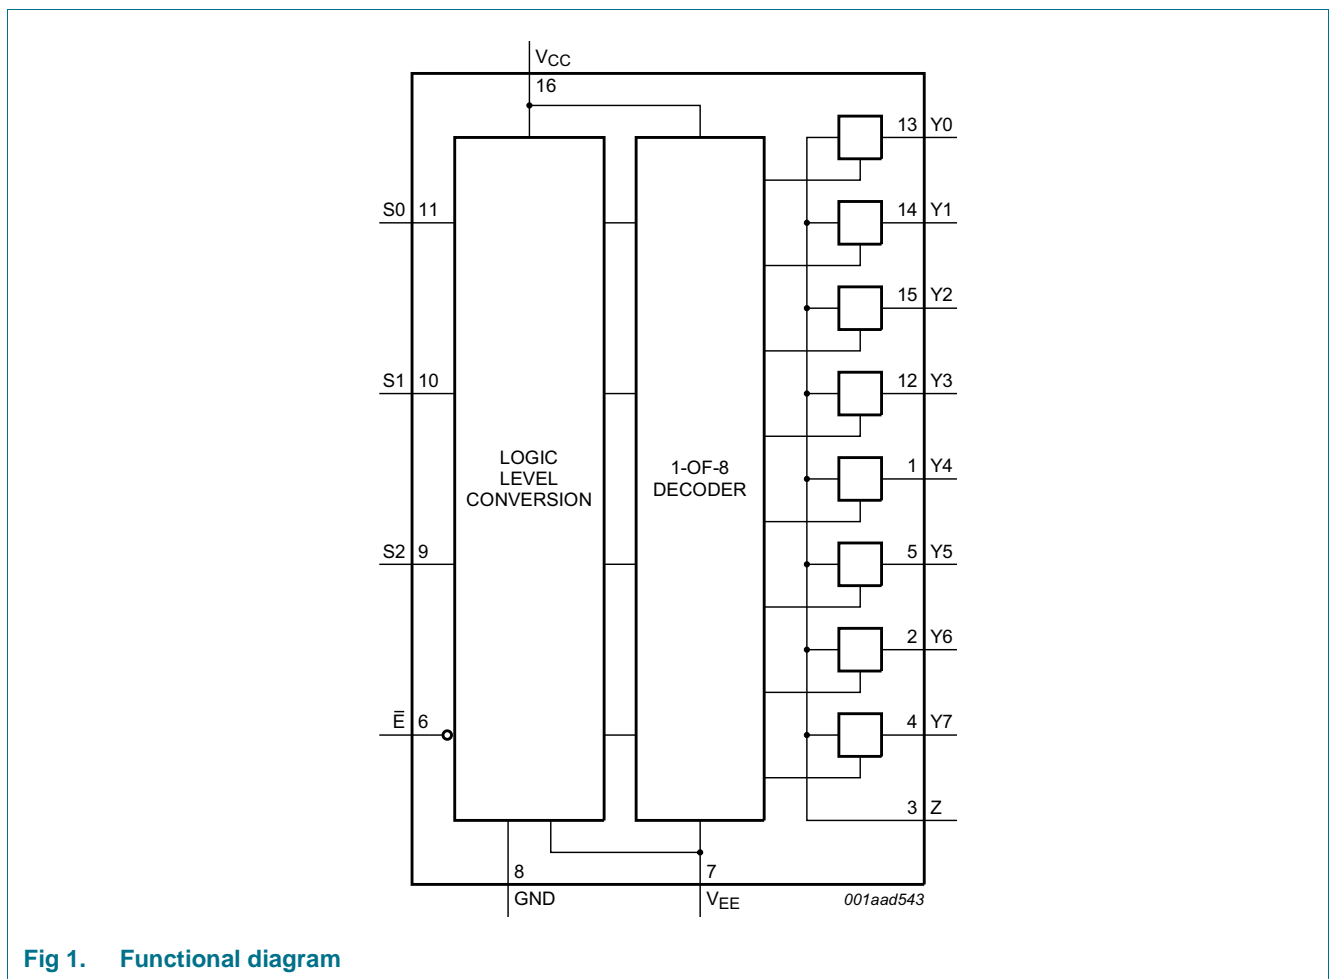 VCC
16
13 Y0
S0 11
14 Y1
15 Y2
S1 10
12 Y3
LOGIC
LEVEL
CONVERSION
1-OF-8
DECODER
1 Y4
S2 9
5 Y5
2 Y6
E̅ 6
4 Y7
3 Z
8
GND
7
VEE
001aad543
Fig 1. Functional diagram